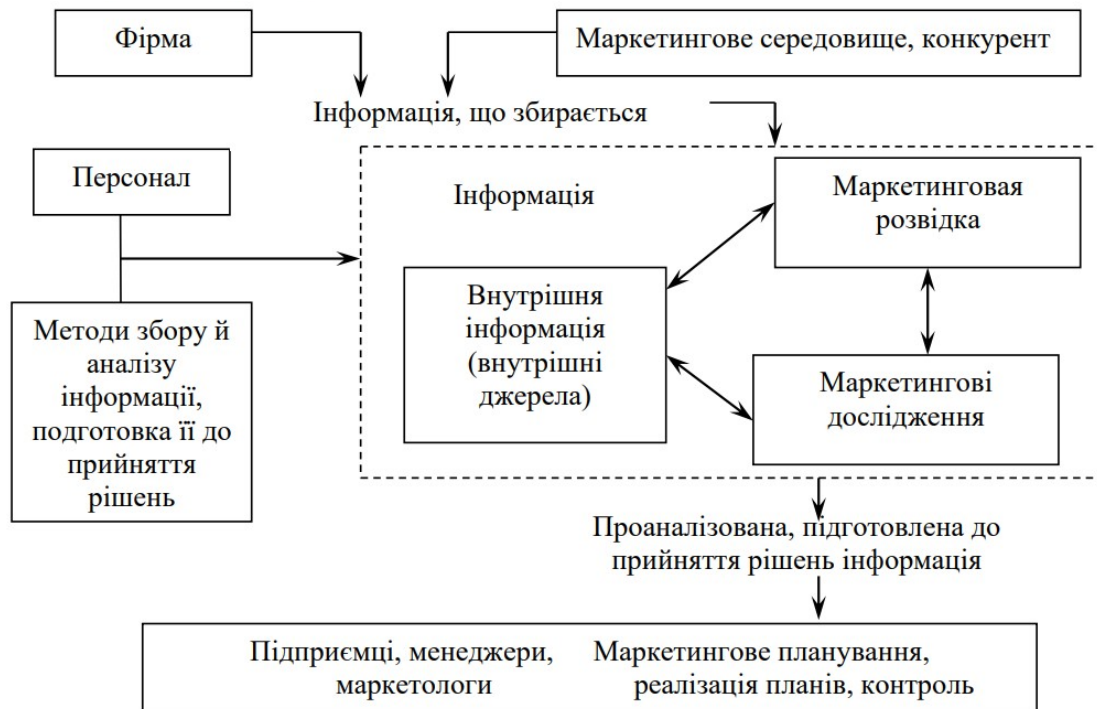 Фірма
Маркетингове середовище, конкурент
Інформація, що збирається
Персонал
Інформація
Маркетинговая
розвідка
Внутрішня
інформація
(внутрішні
джерела)
Методи збору й
аналізу
інформації,
подготовка її до
прийняття
рішень
Маркетингові
дослідження
Проаналізована, підготовлена до
прийняття рішень інформація
Підприємці, менеджери,
маркетологи
Маркетингове планування,
реалізація планів, контроль